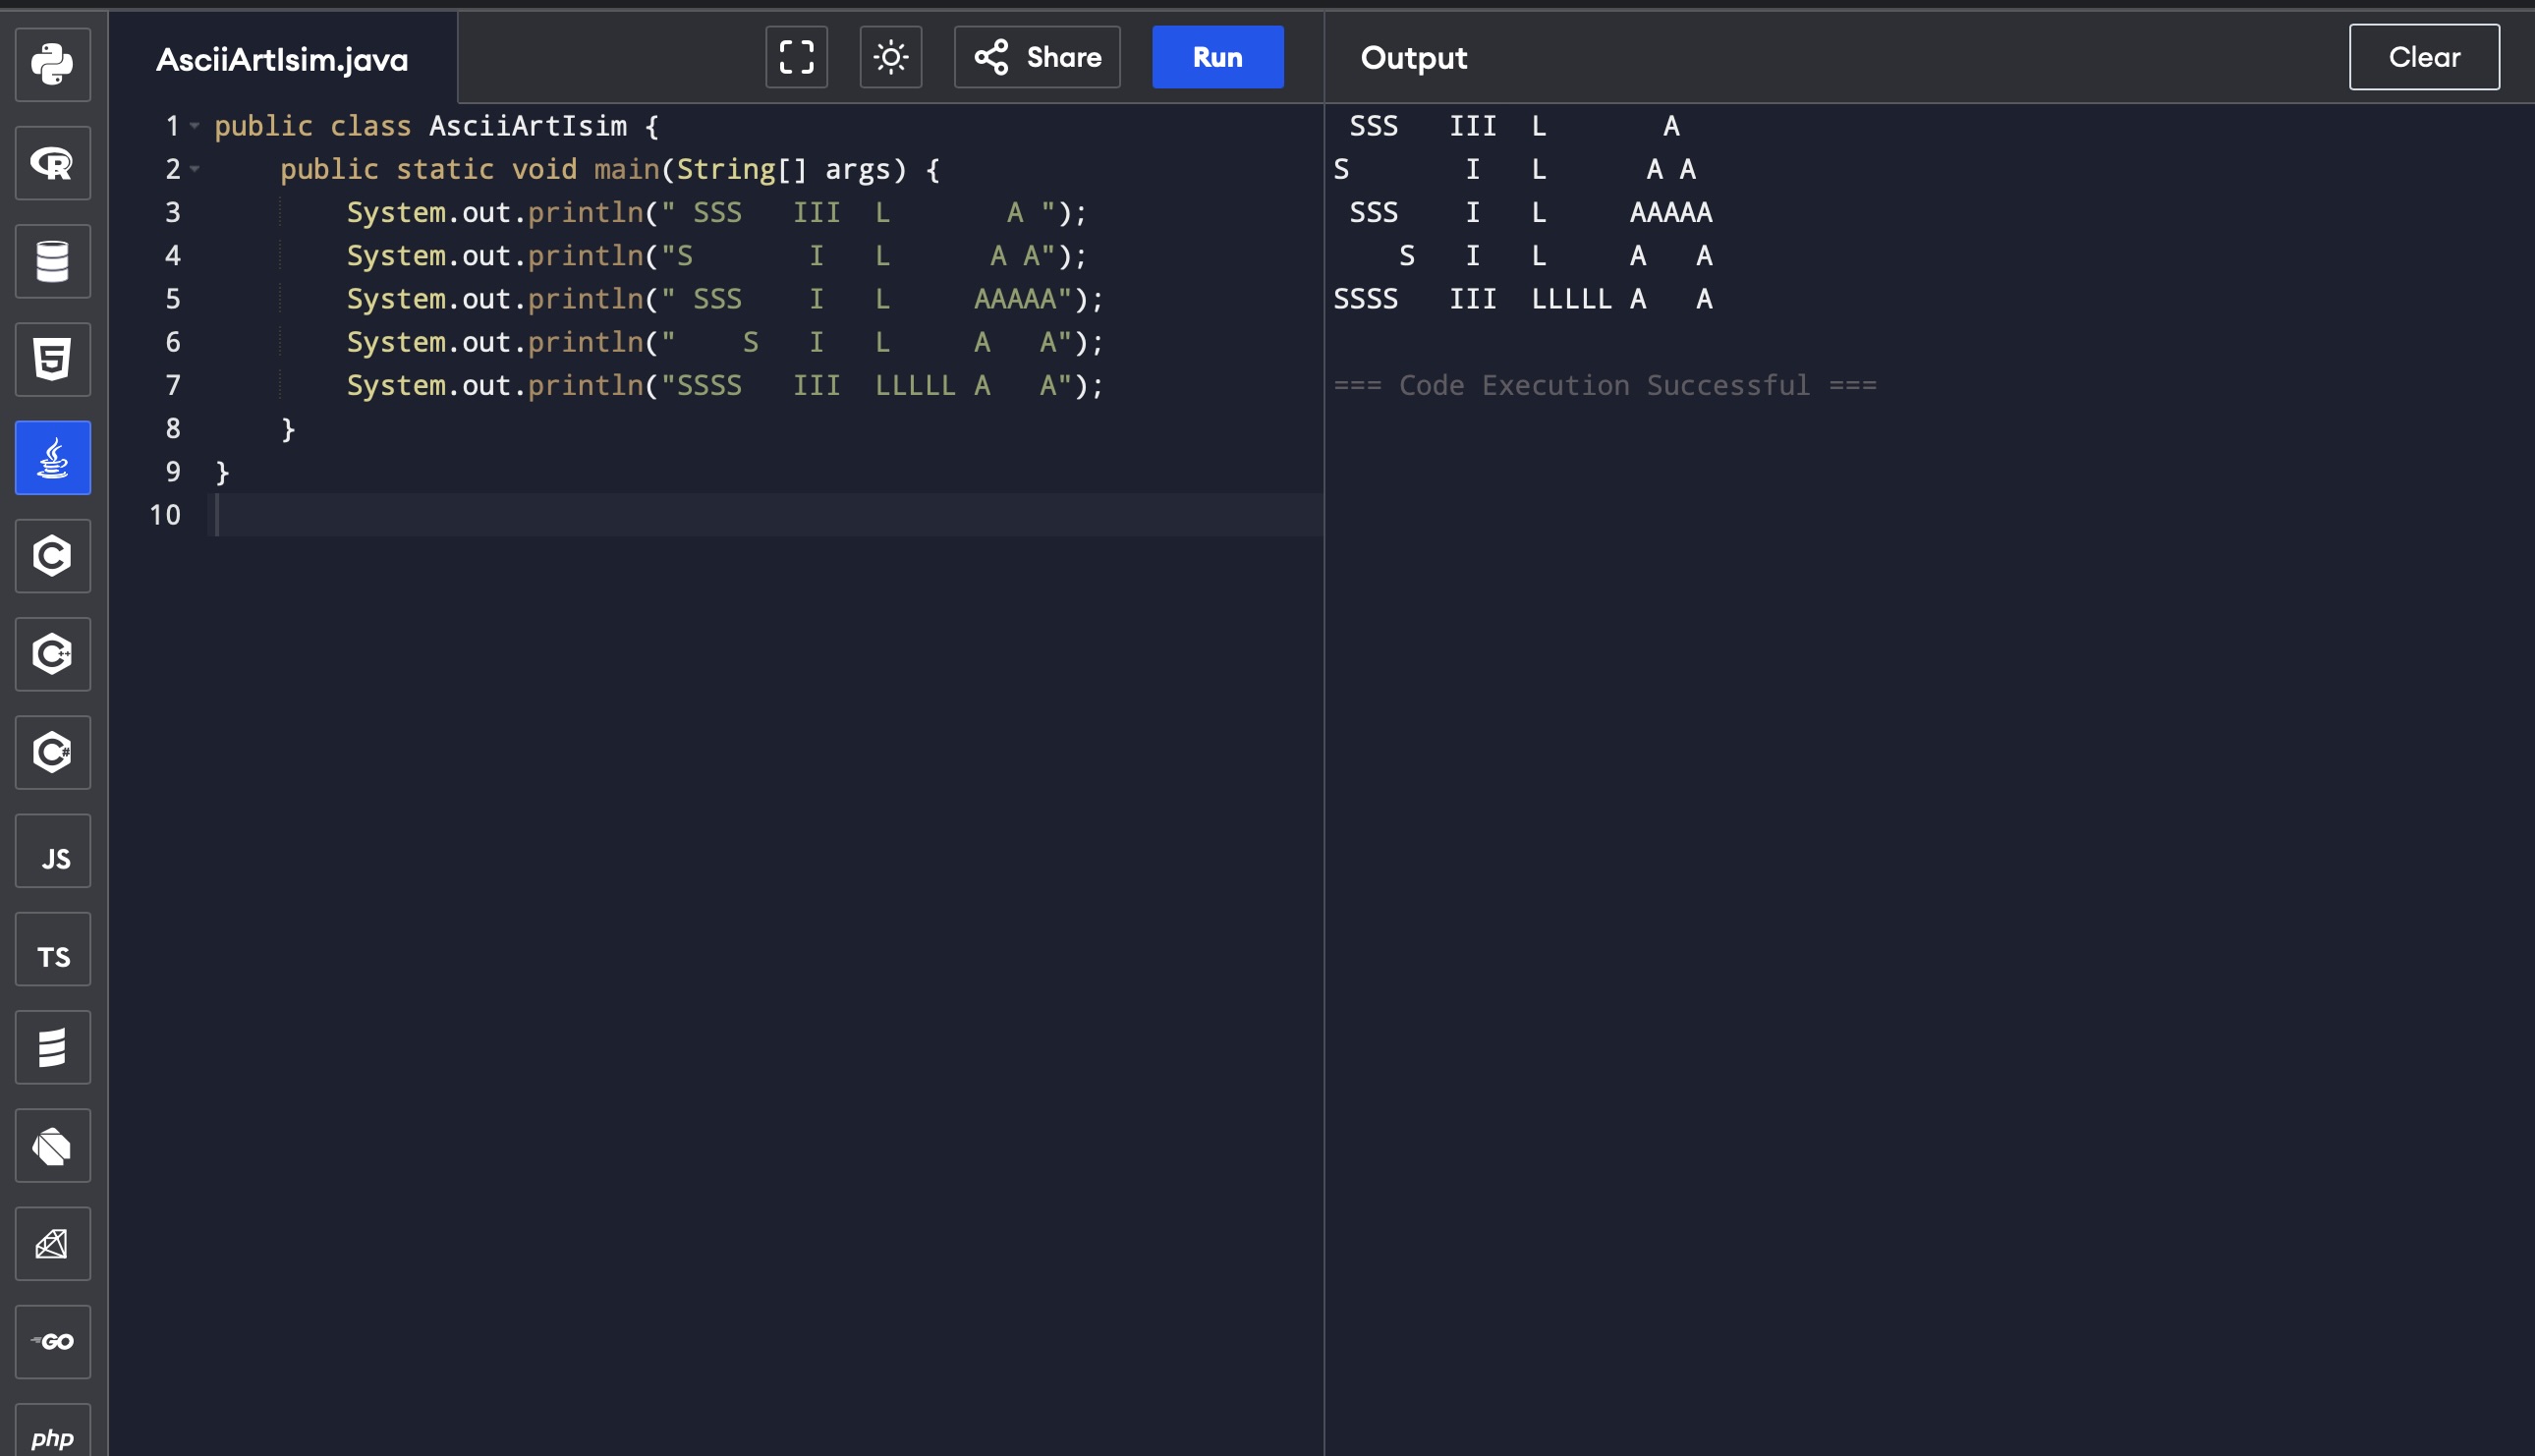 AsciiArtIsim.java
Share
Run
Output
Clear
1 public class AsciiArtIsim {
2     public static void main(String[] args) {
3         System.out.println(" SSS   III  L       A ");
4         System.out.println("S       I   L      A A");
5         System.out.println(" SSS    I   L     AAAAA");
6         System.out.println("    S   I   L     A   A");
7         System.out.println("SSSS   III  LLLLL A   A");
8     }
9 }
10
 SSS   III  L       A
S       I   L      A A
 SSS    I   L     AAAAA
    S   I   L     A   A
SSSS   III  LLLLL A   A
=== Code Execution Successful ===
R
5
C
C++
C#
JS
TS
GO
php